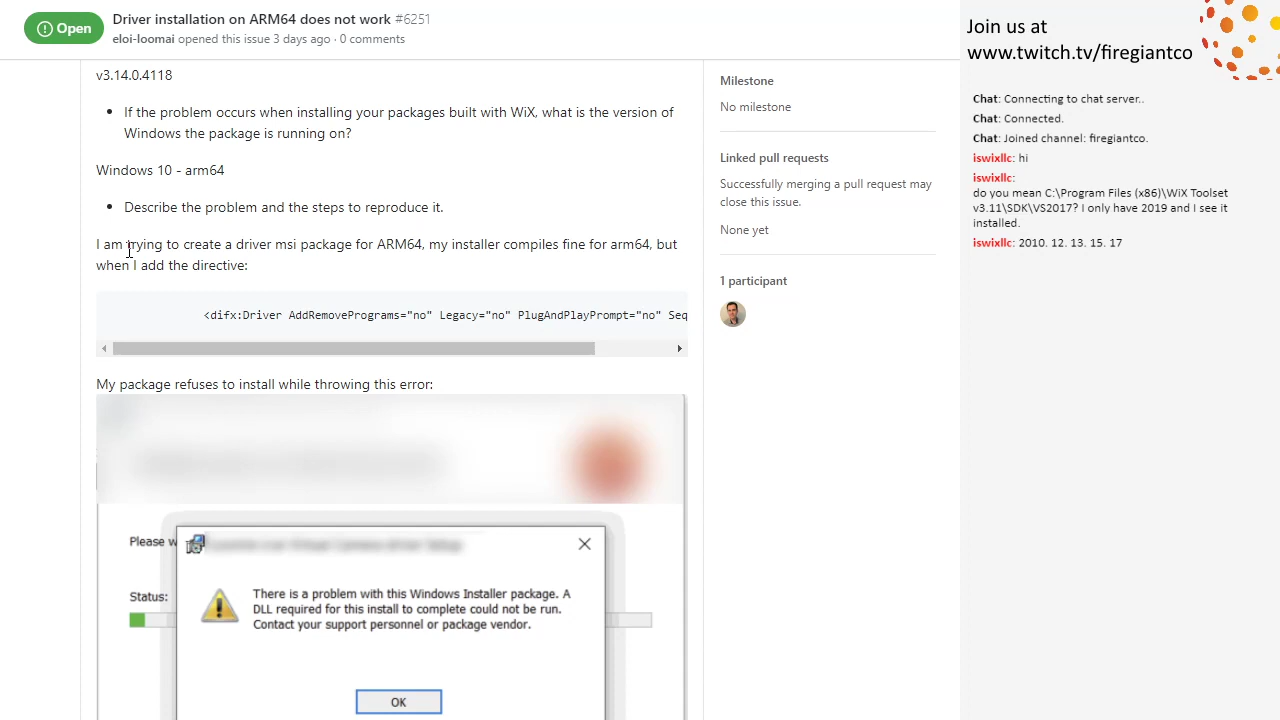 Open
Driver installation on ARM64 does not work #6251
eloi-loomai opened this issue 3 days ago · 0 comments
v3.14.0.4118
• If the problem occurs when installing your packages built with WiX, what is the version of
Windows the package is running on?
Windows 10 - arm64
• Describe the problem and the steps to reproduce it.
I am trying to create a driver msi package for ARM64, my installer compiles fine for arm64, but
when I add the directive:
<difx:Driver AddRemovePrograms="no" Legacy="no" PlugAndPlayPrompt="no" Seq
My package refuses to install while throwing this error:
Please w
Status:
There is a problem with this Windows Installer package. A
DLL required for this install to complete could not be run.
Contact your support personnel or package vendor.
OK
Milestone
No milestone
Linked pull requests
Successfully merging a pull request may
close this issue.
None yet
1 participant
Join us at
www.twitch.tv/firegiantco
Chat: Connecting to chat server..
Chat: Connected.
Chat: Joined channel: firegiantco.
iswixllc: hi
iswixllc:
do you mean C:\Program Files (x86)\WiX Toolset
v3.11\SDK\VS2017? I only have 2019 and I see it
installed.
iswixllc: 2010. 12. 13. 15. 17